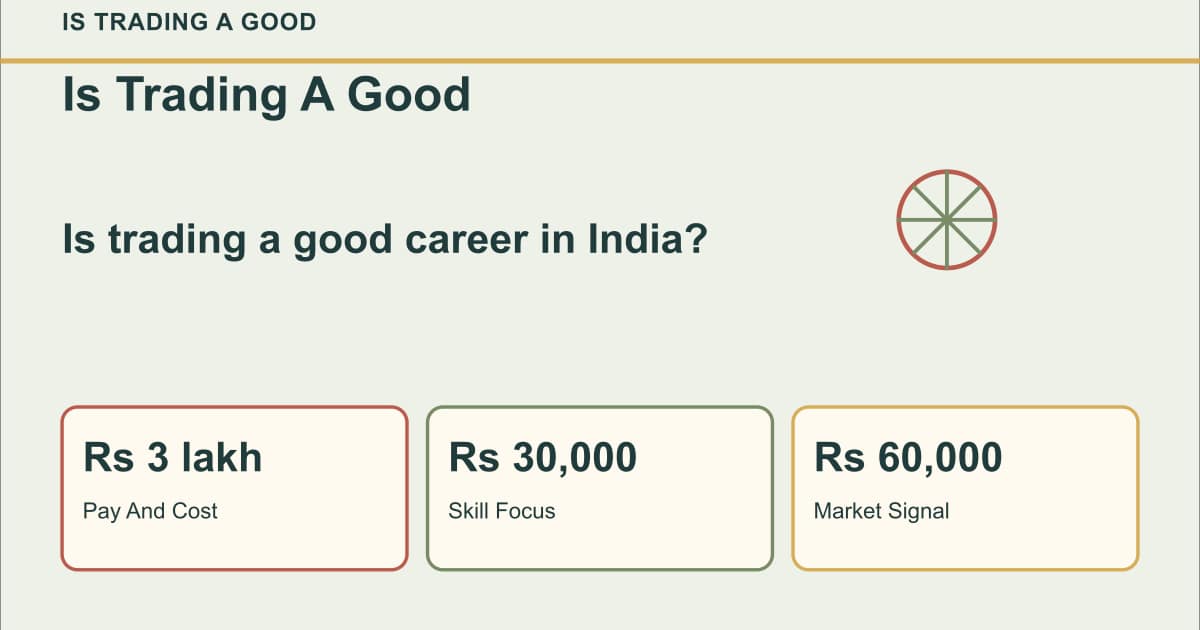 IS TRADING A GOOD
Is Trading A Good
Is trading a good career in India?
Rs 3 lakh
Pay And Cost
Rs 30,000
Skill Focus
Rs 60,000
Market Signal